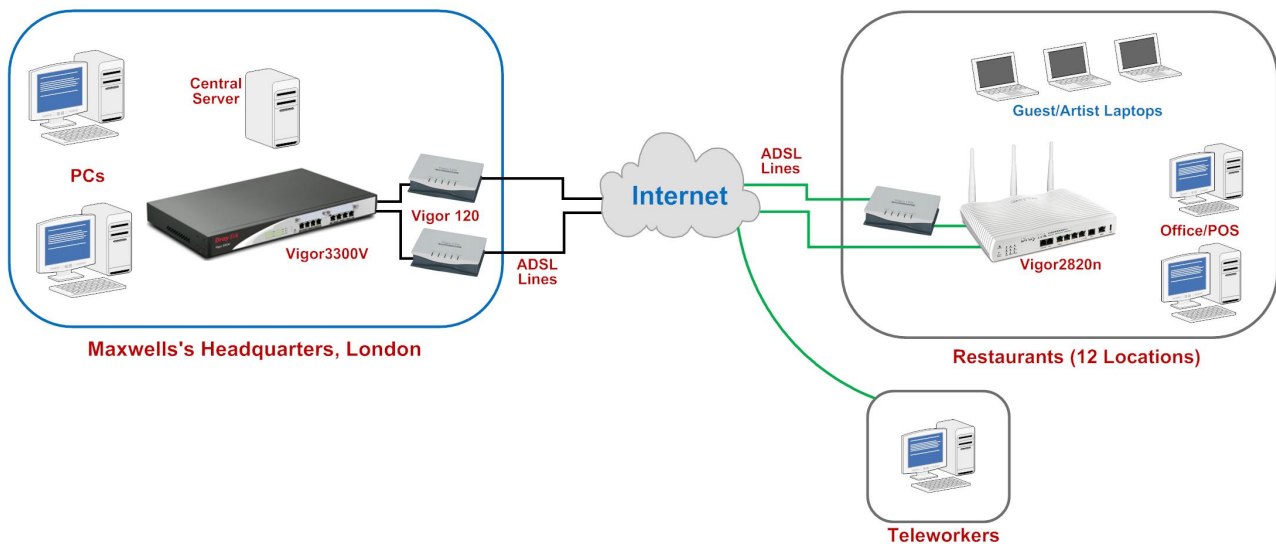 Central
Server
PCs
Vigor 120
Vigor3300V
ADSL
Lines
Maxwells's Headquarters, London
Internet
ADSL
Lines
Guest/Artist Laptops
Office/POS
Vigor2820n
Restaurants (12 Locations)
Teleworkers